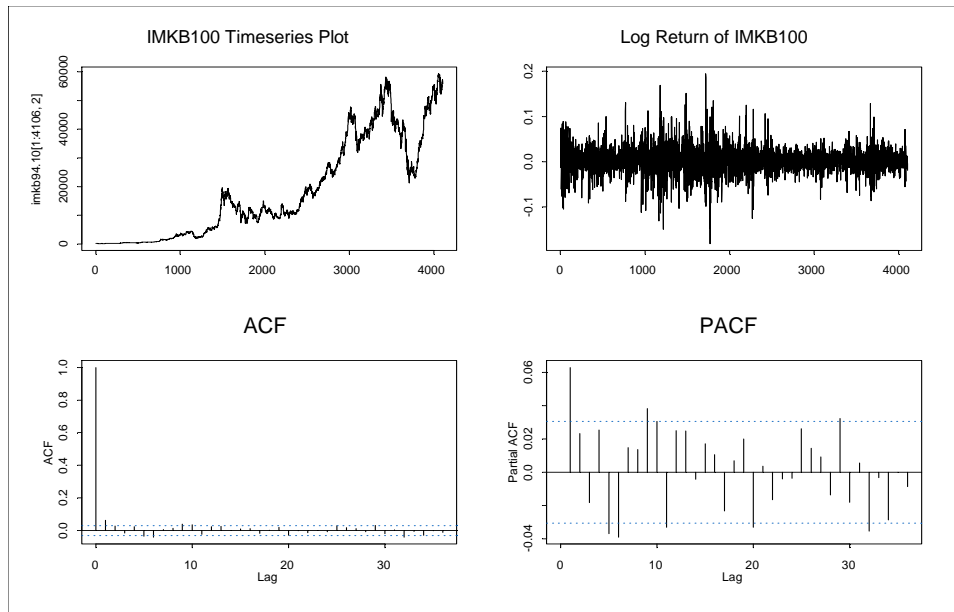 IMKB100 Timeseries Plot
imkb94.10[1:4106, 2]
60000
40000
20000
0
0 1000 2000 3000 4000
Log Return of IMKB100
0.2
0.1
0.0
-0.1
0 1000 2000 3000 4000
ACF
ACF
1.0
0.8
0.6
0.4
0.2
0.0
0 10 20 30
Lag
PACF
Partial ACF
0.06
0.02
0.0
-0.04
0 10 20 30
Lag